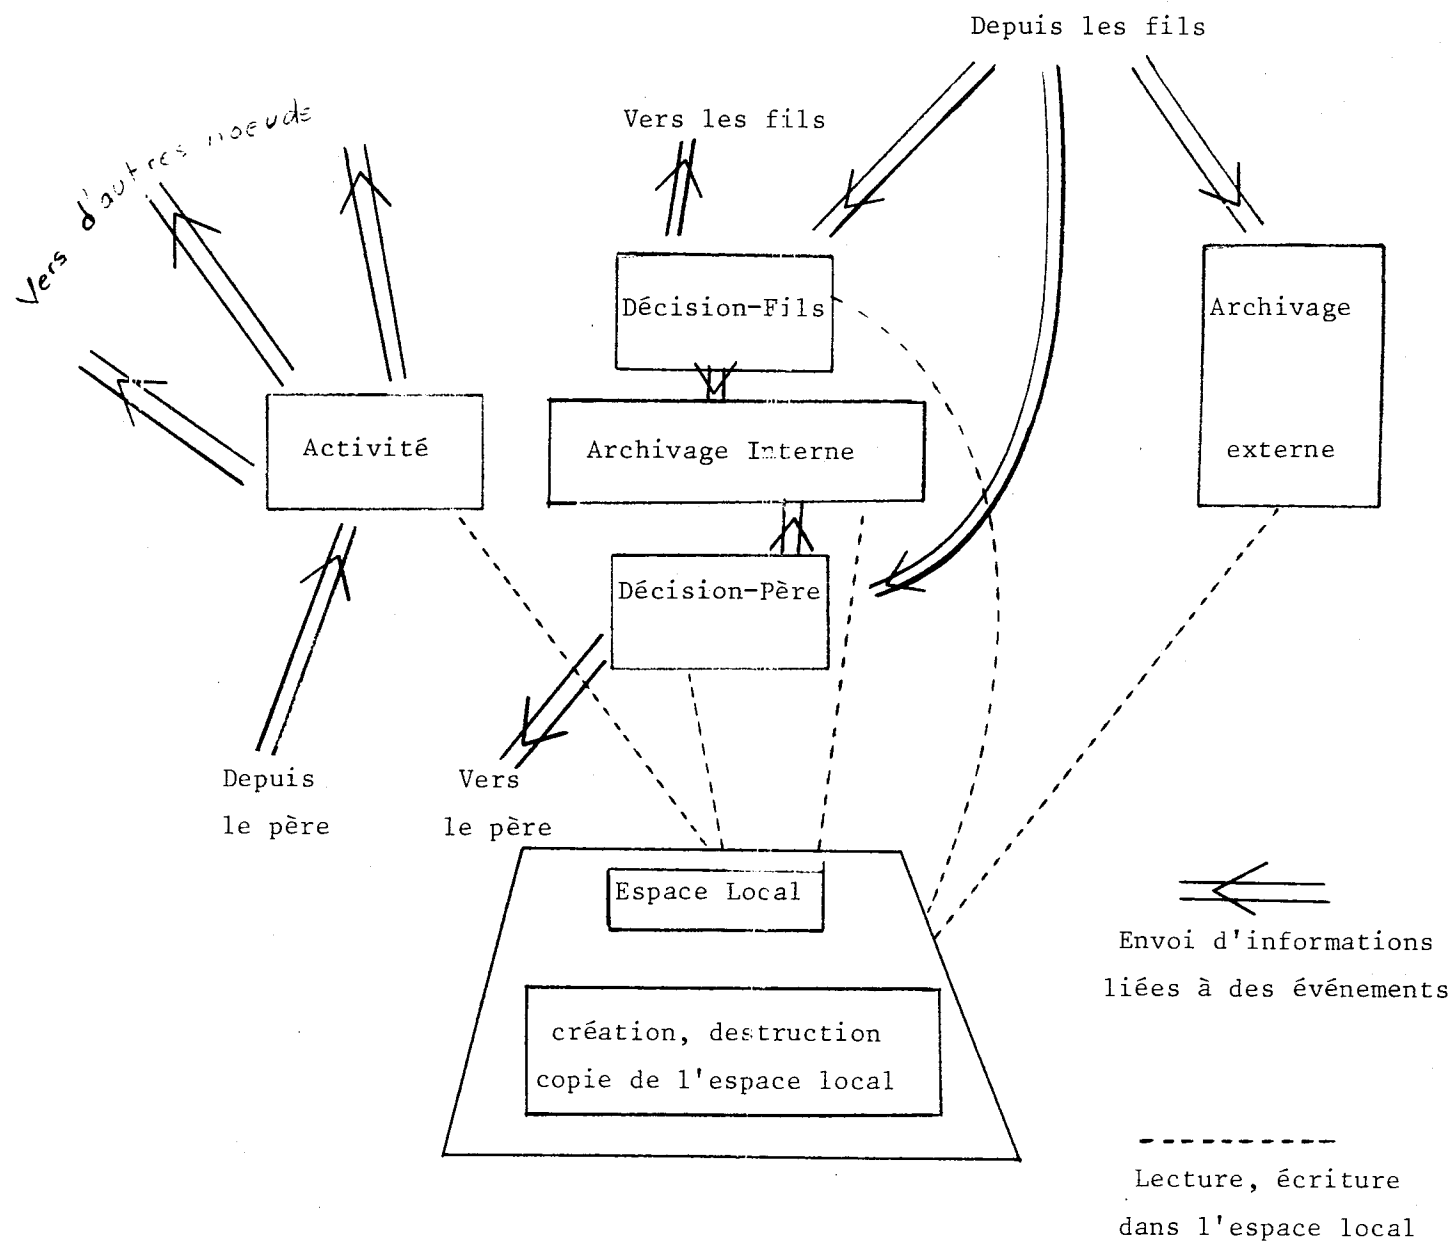 Depuis les fils
Vers les fils
Vers d'autres noeuds
Décision-Fils
Archivage
externe
Activité
Archivage Interne
Décision-Père
Depuis
le père
Vers
le père
Espace Local
création, destruction
copie de l'espace local
Envoi d'informations
liées à des événements
Lecture, écriture
dans l'espace local